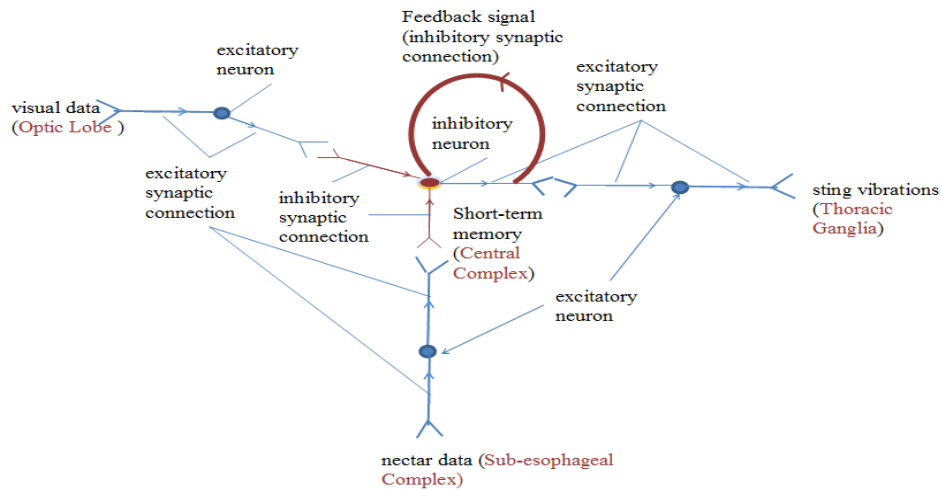 Feedback signal
(inhibitory synaptic
connection)
excitatory
neuron
excitatory
synaptic
connection
visual data
(Optic Lobe )
inhibitory
neuron
excitatory
synaptic
connection
inhibitory
synaptic
connection
Short-term
memory
(Central
Complex)
sting vibrations
(Thoracic
Ganglia)
excitatory
neuron
nectar data (Sub-esophageal
Complex)